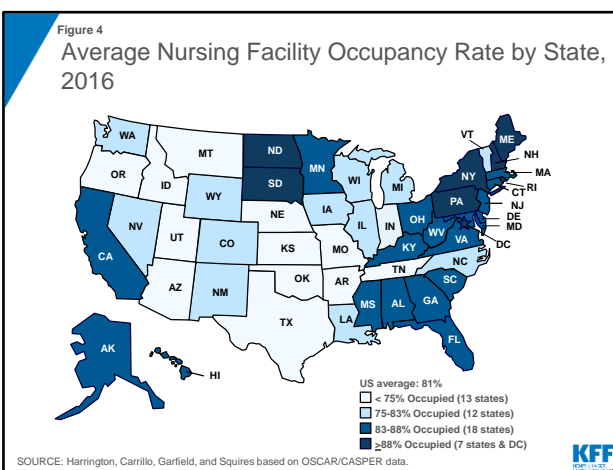 Figure 4
Average Nursing Facility Occupancy Rate by State,
2016
WA
OR
CA
NV
ID
MT
WY
UT
AZ
CO
NM
ND
SD
NE
KS
OK
TX
MN
IA
MO
AR
LA
WI
IL
MI
IN
OH
KY
TN
MS
AL
GA
FL
SC
NC
VA
WV
PA
NY
VT
ME
NH
MA
RI
CT
NJ
DE
MD
DC
AK
HI
US average: 81%
< 75% Occupied (13 states)
75-83% Occupied (12 states)
83-88% Occupied (18 states)
>88% Occupied (7 states & DC)
SOURCE: Harrington, Carrillo, Garfield, and Squires based on OSCAR/CASPER data.
KFF